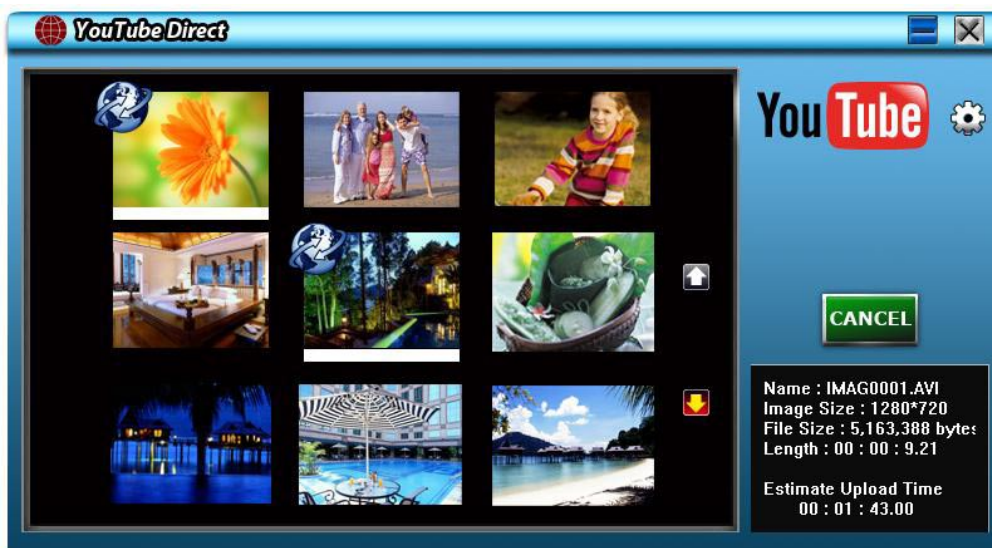 YouTube Direct
YouTube
CANCEL
Name : IMAG0001.AVI
Image Size : 1280*720
File Size : 5,163,388 bytes
Length : 00 : 00 : 9.21
Estimate Upload Time
00 : 01 : 43.00